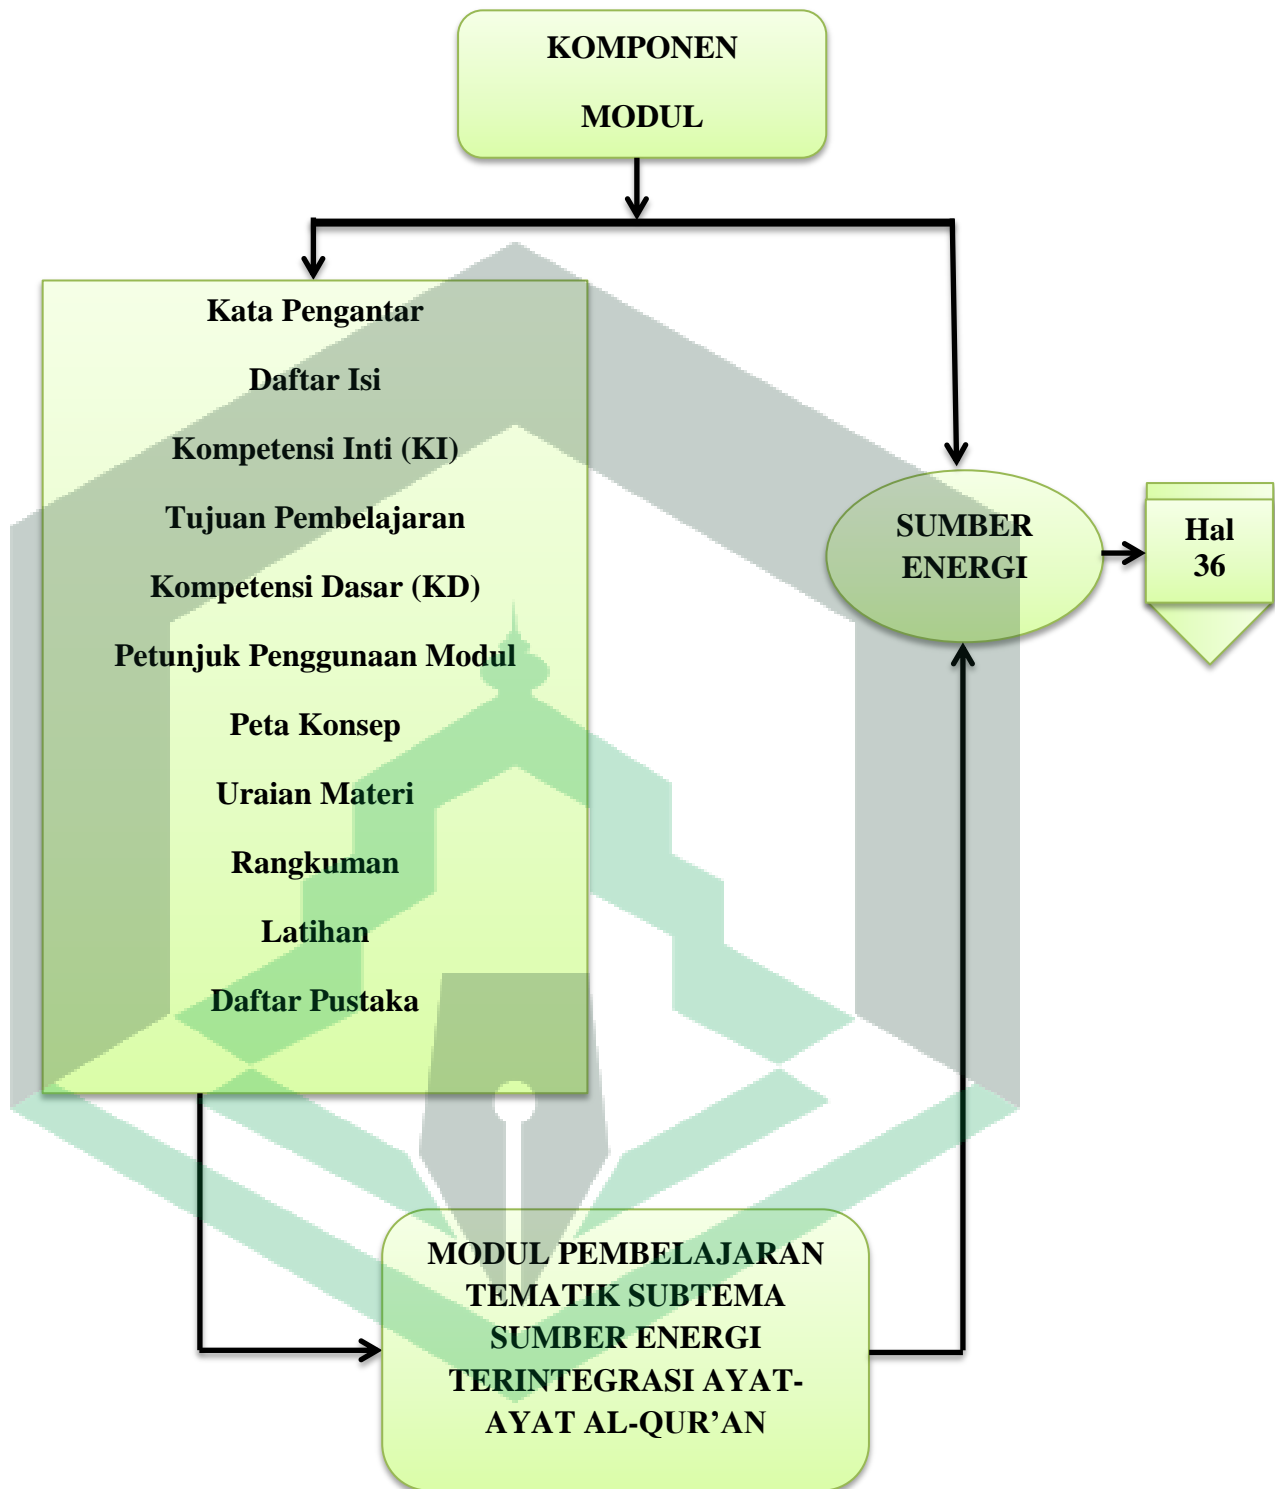 KOMPONEN
MODUL
Kata Pengantar
Daftar Isi
Kompetensi Inti (KI)
Tujuan Pembelajaran
Kompetensi Dasar (KD)
Petunjuk Penggunaan Modul
Peta Konsep
Uraian Materi
Rangkuman
Latihan
Daftar Pustaka
SUMBER
ENERGI
Hal
36
MODUL PEMBELAJARAN
TEMATIK SUBTEMA
SUMBER ENERGI
TERINTEGRASI AYAT-
AYAT AL-QUR’AN